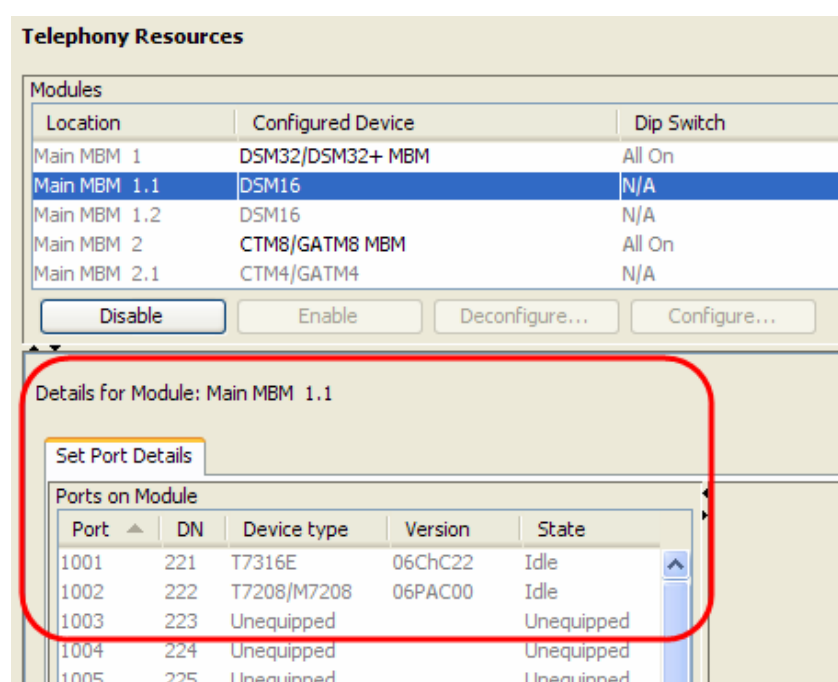 Telephony Resources
Modules
Location Configured Device Dip Switch
Main MBM 1 DSM32/DSM32+ MBM All On
Main MBM 1.1 DSM16 N/A
Main MBM 1.2 DSM16 N/A
Main MBM 2 CTM8/GATM8 MBM All On
Main MBM 2.1 CTM4/GATM4 N/A
Disable Enable Deconfigure... Configure...
Details for Module: Main MBM 1.1
Set Port Details
Ports on Module
Port DN Device type Version State
1001 221 T7316E 06ChC22 Idle
1002 222 T7208/M7208 06PAC00 Idle
1003 223 Unequipped Unequipped
1004 224 Unequipped Unequipped
1005 225 Unequipped Unequipped